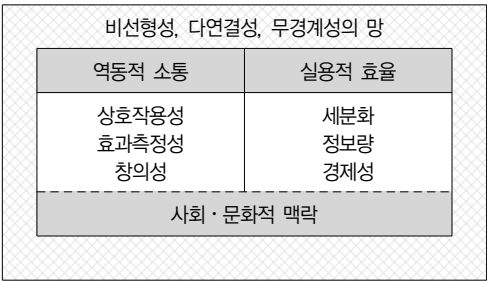 비선형성, 다연결성, 무경계성의 망
역동적 소통 실용적 효율
상호작용성 세분화
효과측정성 정보량
창의성 경제성
사회·문화적 맥락